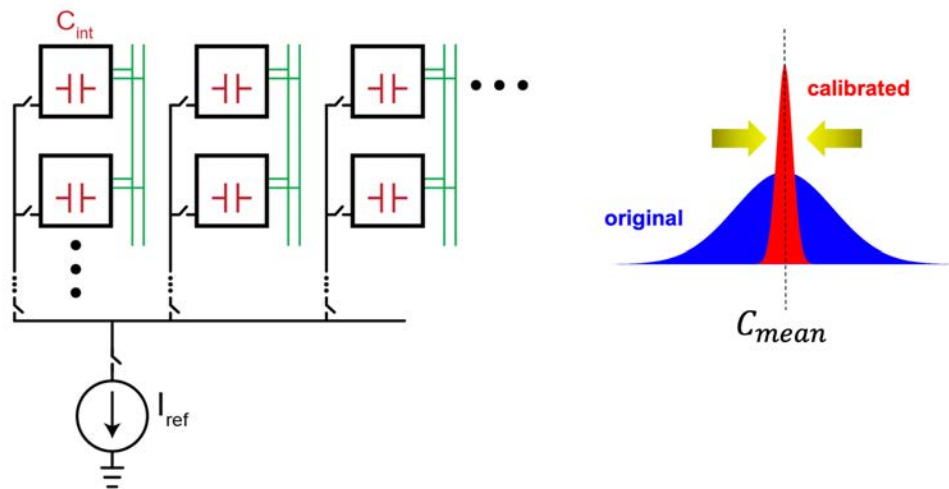 C_int
calibrated
original
C_mean
I_ref